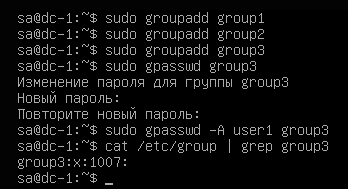 sa@dc-1:~$ sudo groupadd group1
sa@dc-1:~$ sudo groupadd group2
sa@dc-1:~$ sudo groupadd group3
sa@dc-1:~$ sudo gpasswd group3
Изменение пароля для группы group3
Новый пароль:
Повторите новый пароль:
sa@dc-1:~$ sudo gpasswd -A user1 group3
sa@dc-1:~$ cat /etc/group | grep group3
group3:x:1007:
sa@dc-1:~$ _